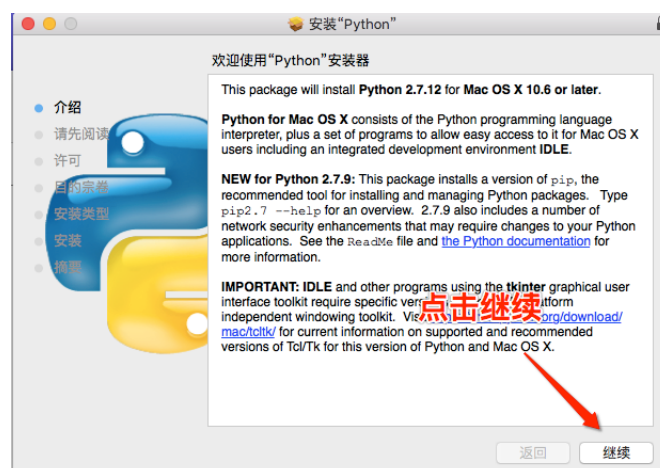 安装“Python”
欢迎使用“Python”安装器
介绍
请先阅读
许可
目的宗卷
安装类型
安装
摘要
This package will install Python 2.7.12 for Mac OS X 10.6 or later.
Python for Mac OS X consists of the Python programming language
interpreter, plus a set of programs to allow easy access to it for Mac OS X
users including an integrated development environment IDLE.
NEW for Python 2.7.9: This package installs a version of pip, the
recommended tool for installing and managing Python packages. Type
pip2.7 --help for an overview. 2.7.9 also includes a number of
network security enhancements that may require changes to your Python
applications. See the ReadMe file and the Python documentation for
more information.
IMPORTANT: IDLE and other programs using the tkinter graphical user
interface toolkit require specific
independent windowing toolkit. org/download/
mac/tcltk/ for current information on supported and recommended
versions of Tcl/Tk for this version of Python and Mac OS X.
点击继续
返回
继续